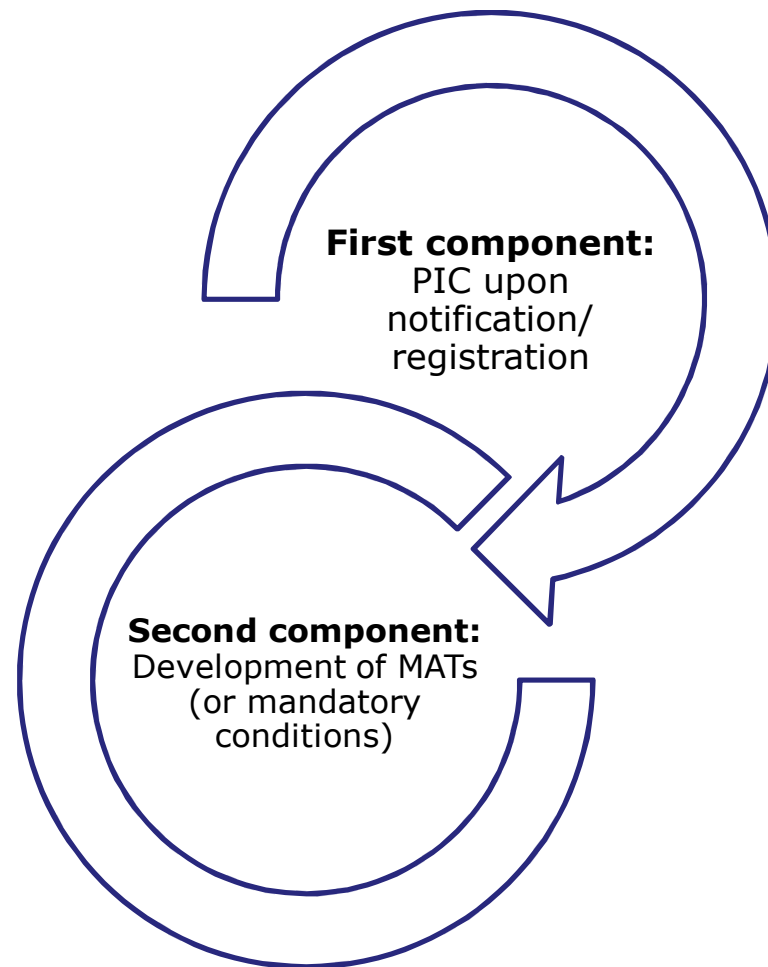 First component:
PIC upon
notification/
registration
Second component:
Development of MATs
(or mandatory
conditions)